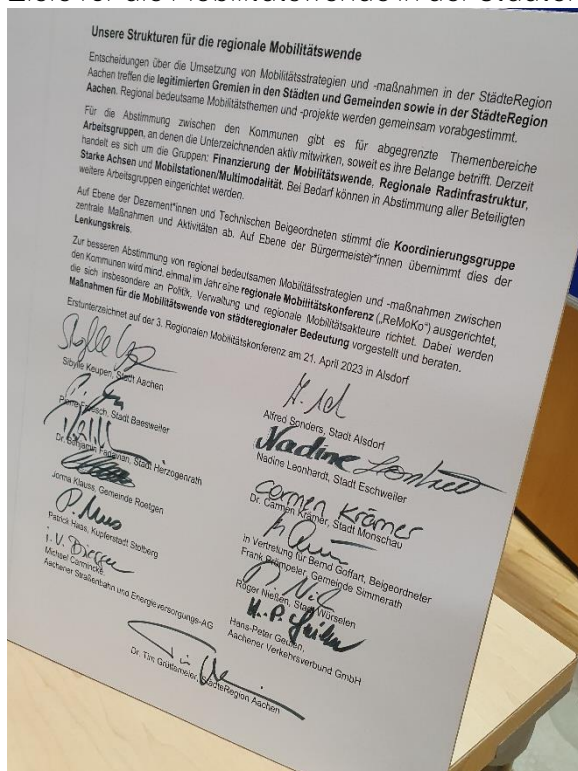 Unsere Strukturen für die regionale Mobilitätswende
Entscheidungen über die Umsetzung von Mobilitätsstrategien und -maßnahmen in der StädteRegion
Aachen treffen die legitimierten Gremien in den Städten und Gemeinden sowie in der StädteRegion
Aachen. Regional bedeutsame Mobilitätsthemen und -projekte werden gemeinsam vorabgestimmt.
Für die Abstimmung zwischen den Kommunen gibt es für abgegrenzte Themenbereiche
Arbeitsgruppen, an denen die Unterzeichnenden aktiv mitwirken, soweit es ihre Belange betrifft. Derzeit
handelt es sich um die Gruppen: Finanzierung der Mobilitätswende, Regionale Radinfrastruktur,
Starke Achsen und Mobilstationen/Multimodalität. Bei Bedarf können in Abstimmung aller Beteiligten
weitere Arbeitsgruppen eingerichtet werden.
Auf Ebene der Dezernent*innen und Technischen Beigeordneten stimmt die Koordinierungsgruppe
zentrale Maßnahmen und Aktivitäten ab. Auf Ebene der Bürgermeister*innen übernimmt dies der
Lenkungskreis.
Zur besseren Abstimmung von regional bedeutsamen Mobilitätsstrategien und -maßnahmen zwischen
den Kommunen wird mind. einmal im Jahr eine regionale Mobilitätskonferenz („ReMoKo“) ausgerichtet,
die sich insbesondere an Politik, Verwaltung und regionale Mobilitätsakteure richtet. Dabei werden
Maßnahmen für die Mobilitätswende von städteregionaler Bedeutung vorgestellt und beraten.
Erstunterzeichnet auf der 3. Regionalen Mobilitätskonferenz am 21. April 2023 in Alsdorf
Sibylle Keupen, Stadt Aachen
Alfred Sonders, Stadt Alsdorf
Stadt Baesweiler
Nadine Leonhardt
Nadine Leonhardt, Stadt Eschweiler
Dr. Benjamin Fadavian, Stadt Herzogenrath
Carmen Krämer
Dr. Carmen Krämer, Stadt Monschau
Jorma Klauss, Gemeinde Roetgen
in Vertretung für Bernd Goffart, Beigeordneter
Frank Prömpeler, Gemeinde Simmerath
Patrick Haas, Kupferstadt Stolberg
Roger Nießen, Stadt Würselen
i. V.
Michael Carmincke,
Aachener Straßenbahn und Energieversorgungs-AG
Hans-Peter Geulen,
Aachener Verkehrsverbund GmbH
Dr. Tim Grüttemeier, StädteRegion Aachen